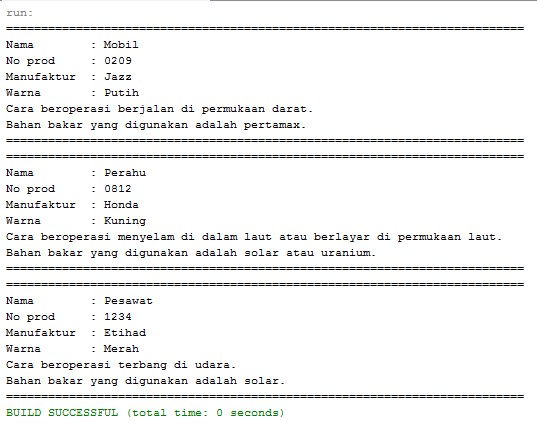 run:
==========================================================================
Nama        : Mobil
No prod     : 0209
Manufaktur  : Jazz
Warna       : Putih
Cara beroperasi berjalan di permukaan darat.
Bahan bakar yang digunakan adalah pertamax.
==========================================================================
==========================================================================
Nama        : Perahu
No prod     : 0812
Manufaktur  : Honda
Warna       : Kuning
Cara beroperasi menyelam di dalam laut atau berlayar di permukaan laut.
Bahan bakar yang digunakan adalah solar atau uranium.
==========================================================================
==========================================================================
Nama        : Pesawat
No prod     : 1234
Manufaktur  : Etihad
Warna       : Merah
Cara beroperasi terbang di udara.
Bahan bakar yang digunakan adalah solar.
==========================================================================
BUILD SUCCESSFUL (total time: 0 seconds)